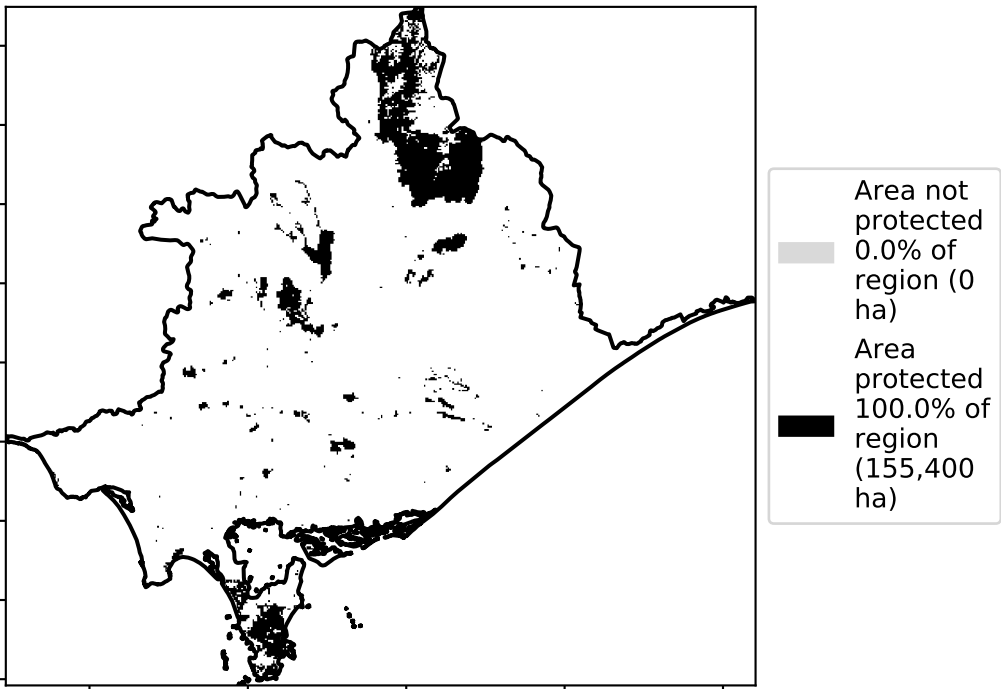 Area not
protected
0.0% of
region (0
ha)
Area
protected
100.0% of
region
(155,400
ha)